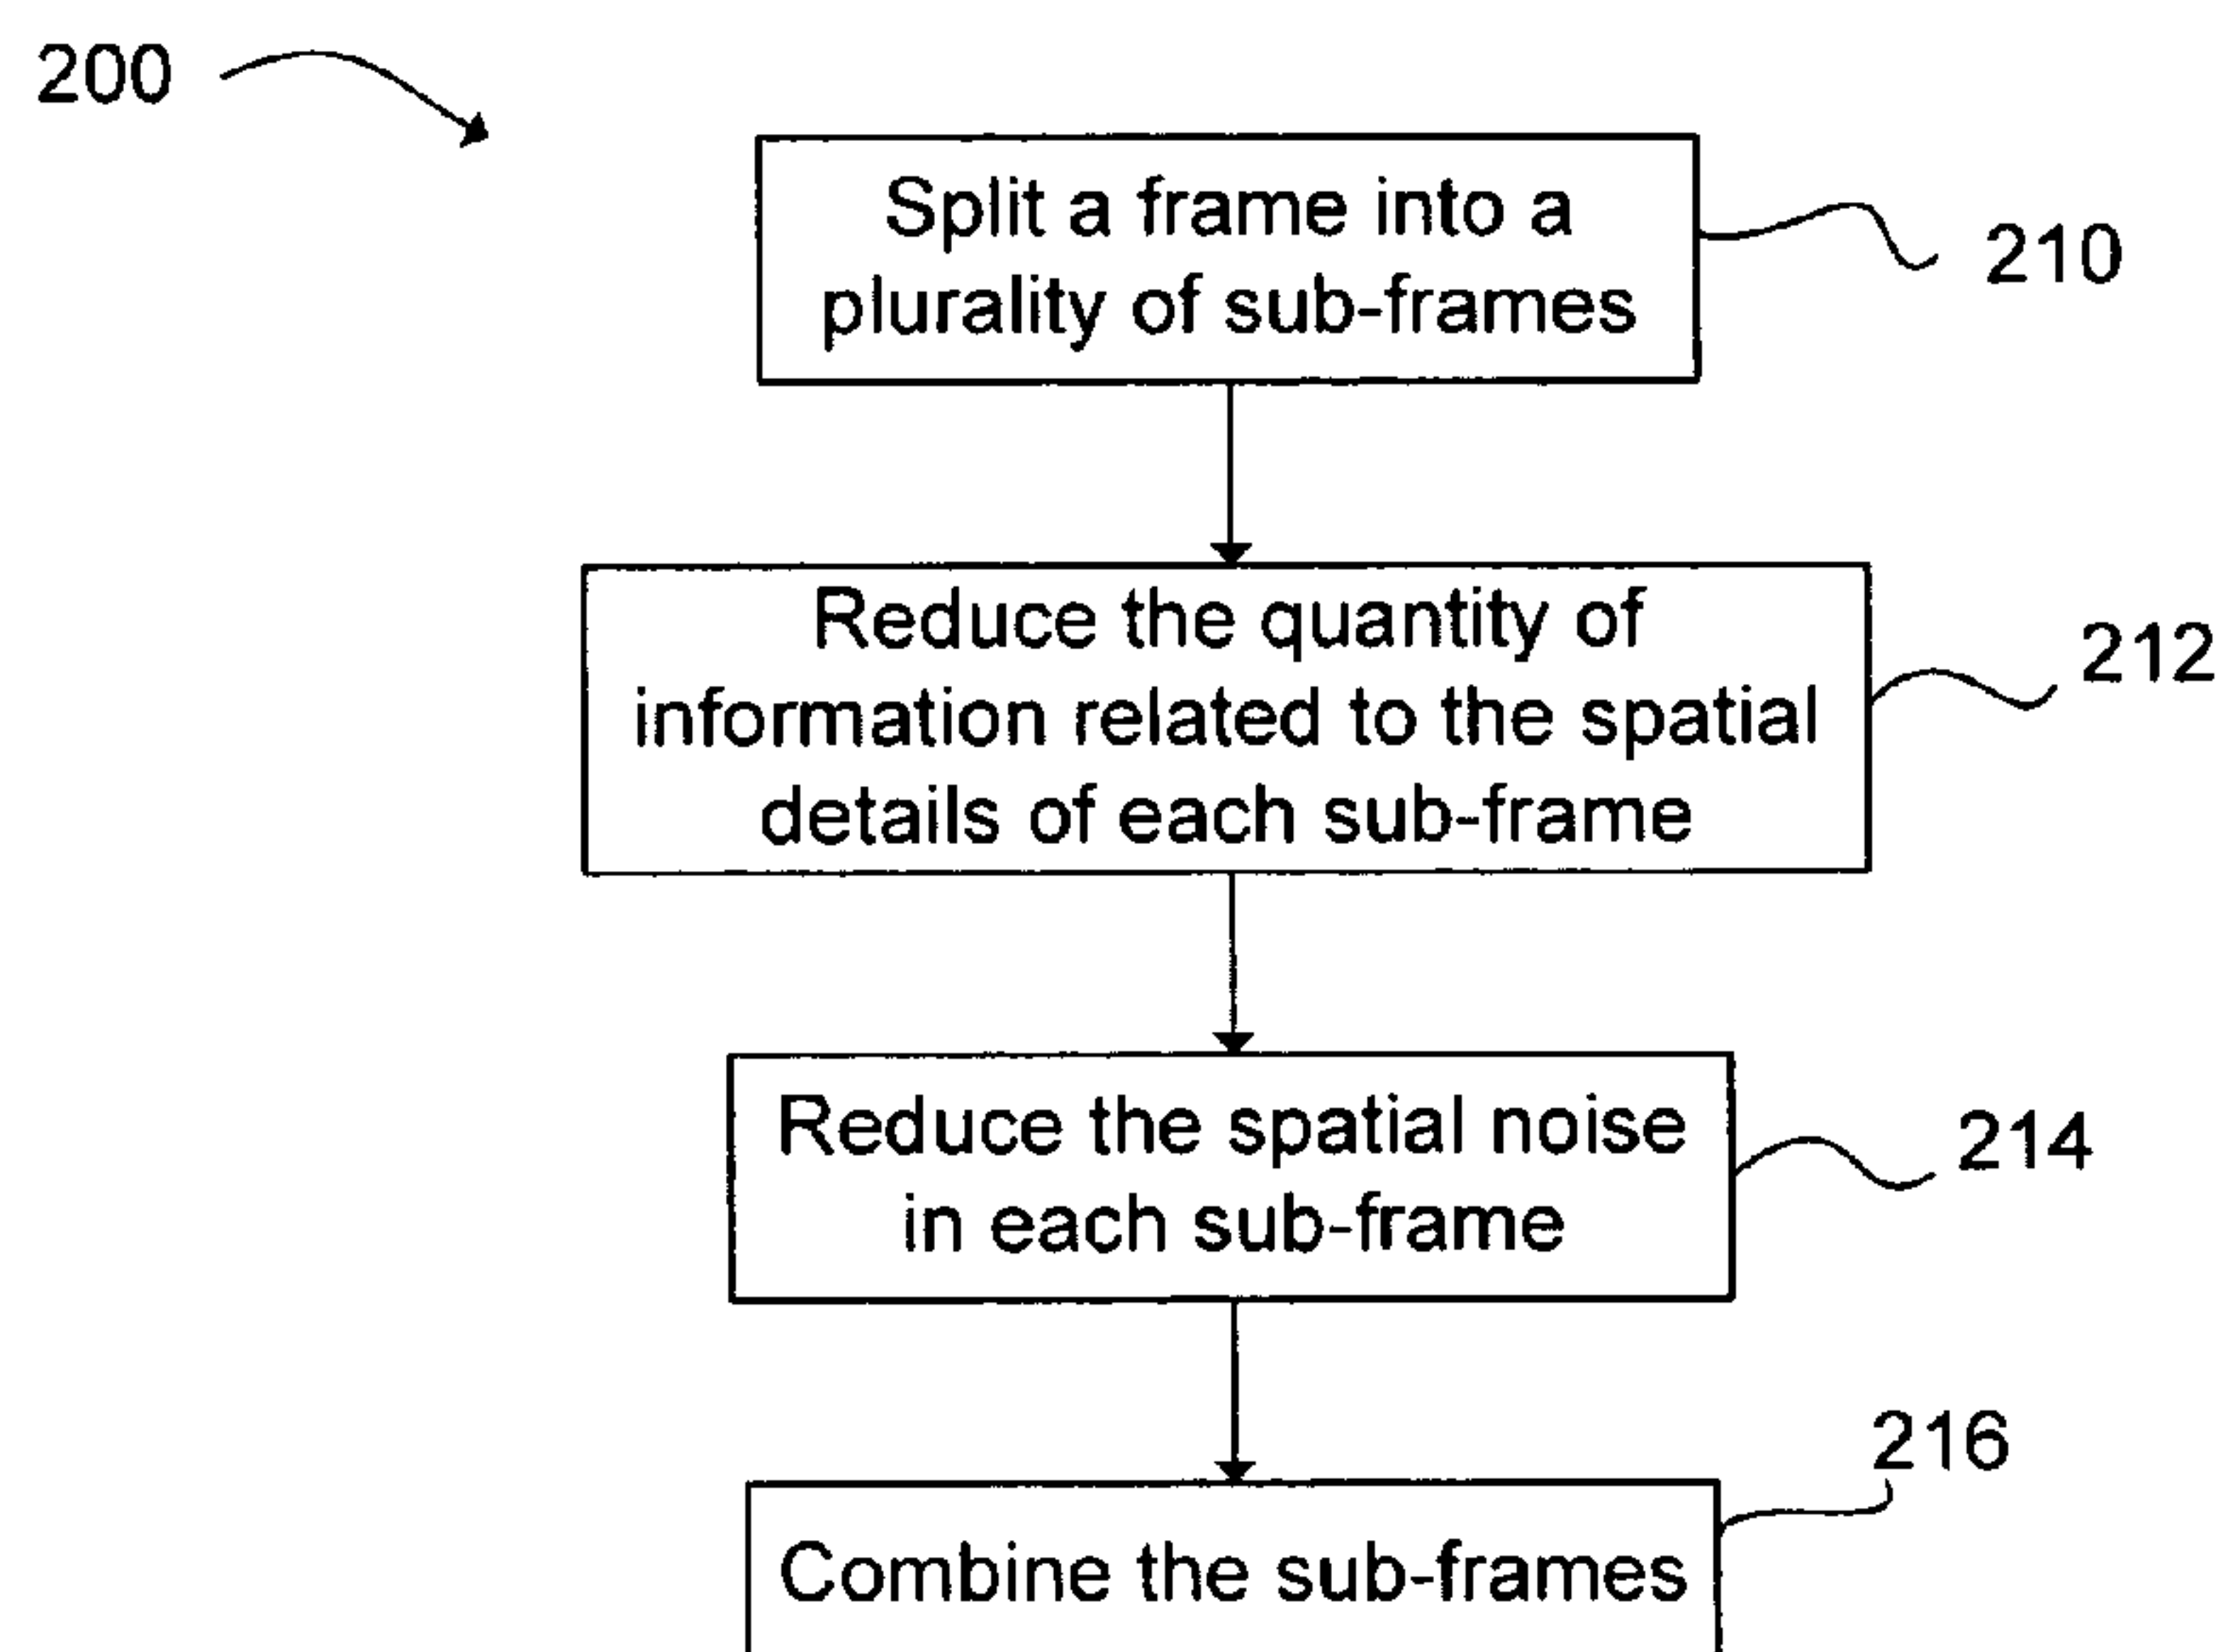 200
Split a frame into a
plurality of sub-frames
210
Reduce the quantity of
information related to the spatial
details of each sub-frame
212
Reduce the spatial noise
in each sub-frame
214
216
Combine the sub-frames